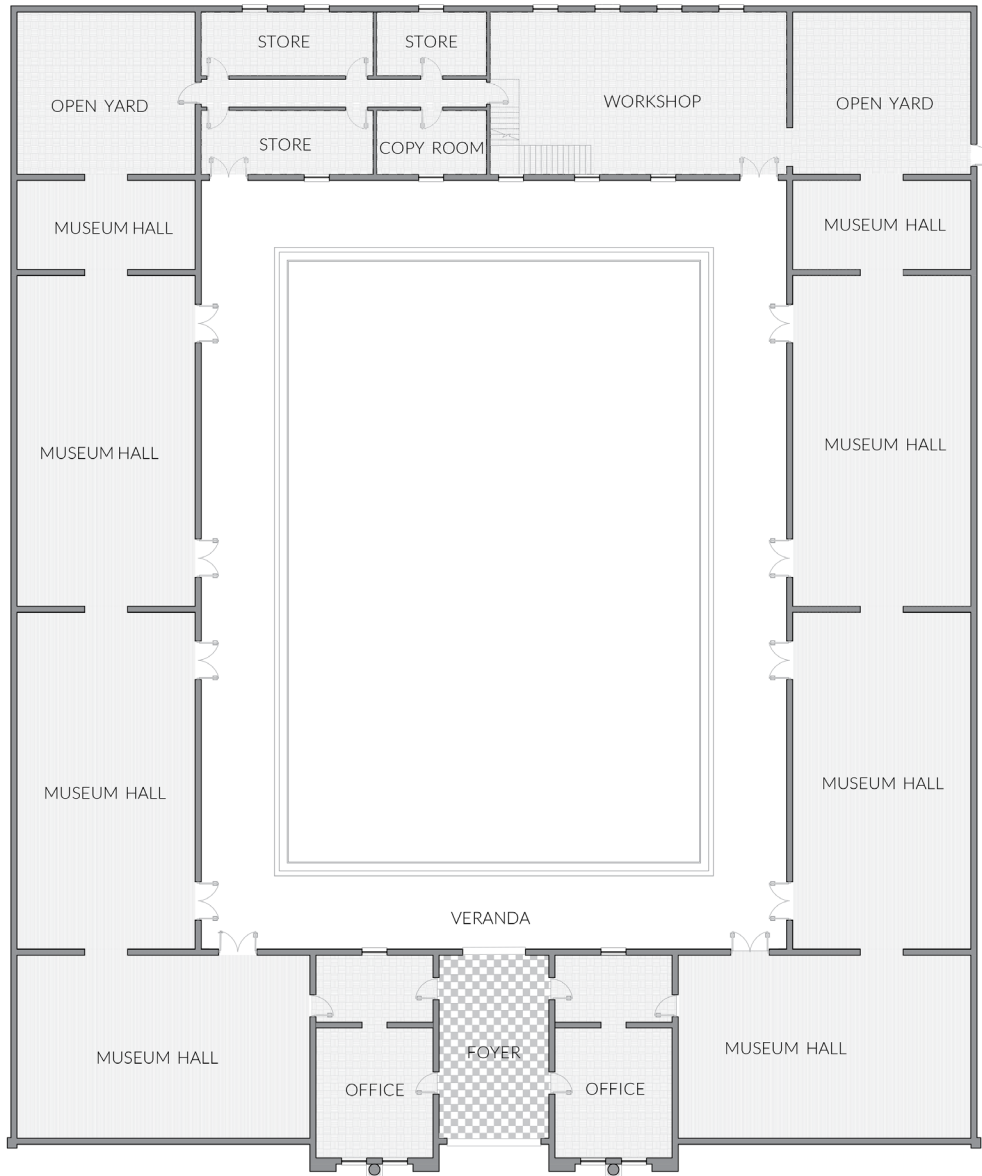 STORE
STORE
OPEN YARD
WORKSHOP
OPEN YARD
STORE
COPY ROOM
MUSEUM HALL
MUSEUM HALL
MUSEUM HALL
MUSEUM HALL
MUSEUM HALL
MUSEUM HALL
VERANDA
MUSEUM HALL
FOYER
MUSEUM HALL
OFFICE
OFFICE